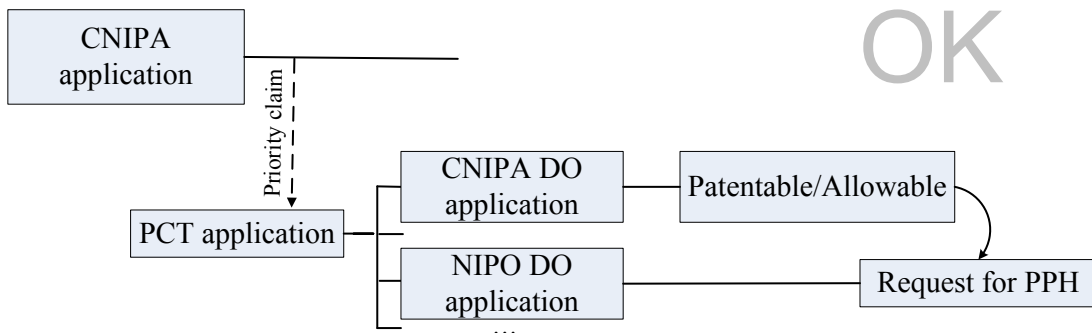 CNIPA
application
OK
Priority claim
CNIPA DO
application
Patentable/Allowable
PCT application
NIPO DO
application
Request for PPH
...